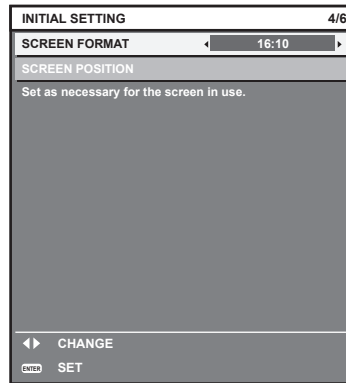 INITIAL SETTING 4/6
SCREEN FORMAT 16:10
SCREEN POSITION
Set as necessary for the screen in use.
CHANGE
ENTER SET